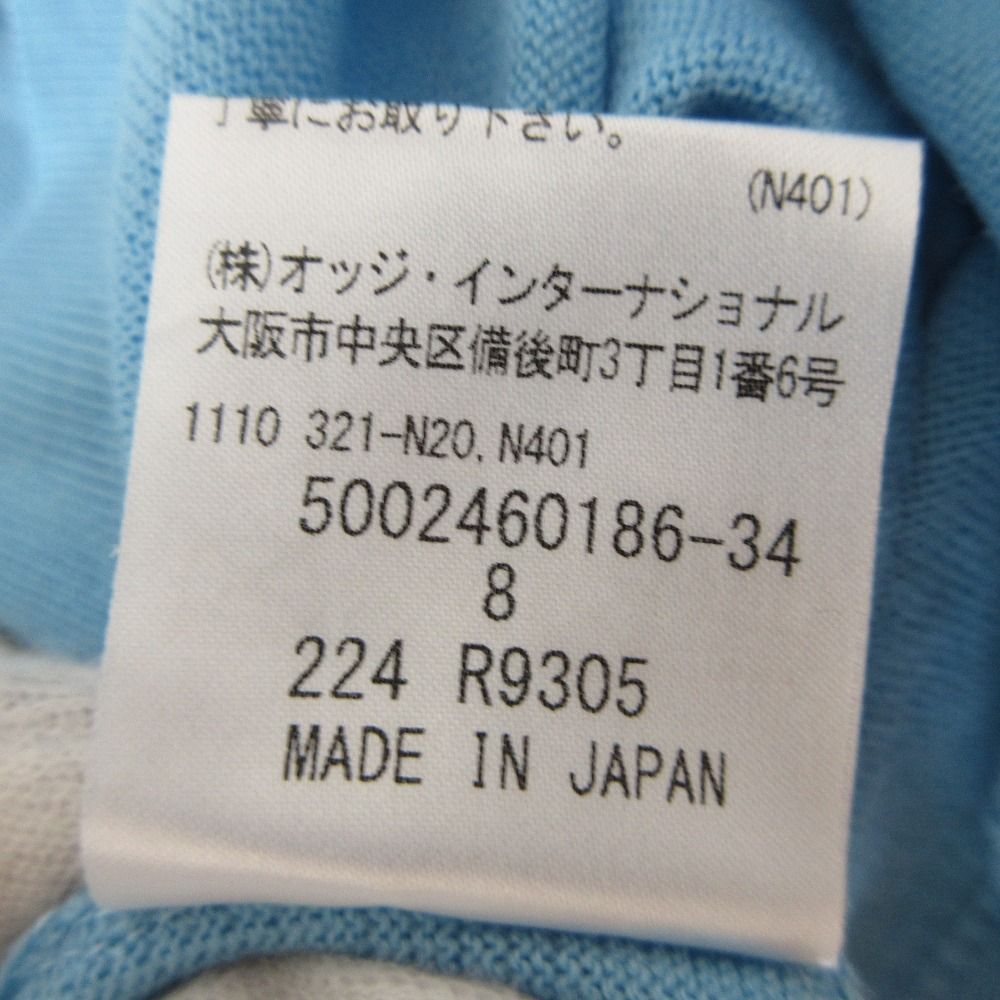 丁寧にお取り下さい。
(N401)
(株)オッジ・インターナショナル
大阪市中央区備後町3丁目1番6号
1110 321-N20,N401
5002460186-34
8
224 R9305
MADE IN JAPAN